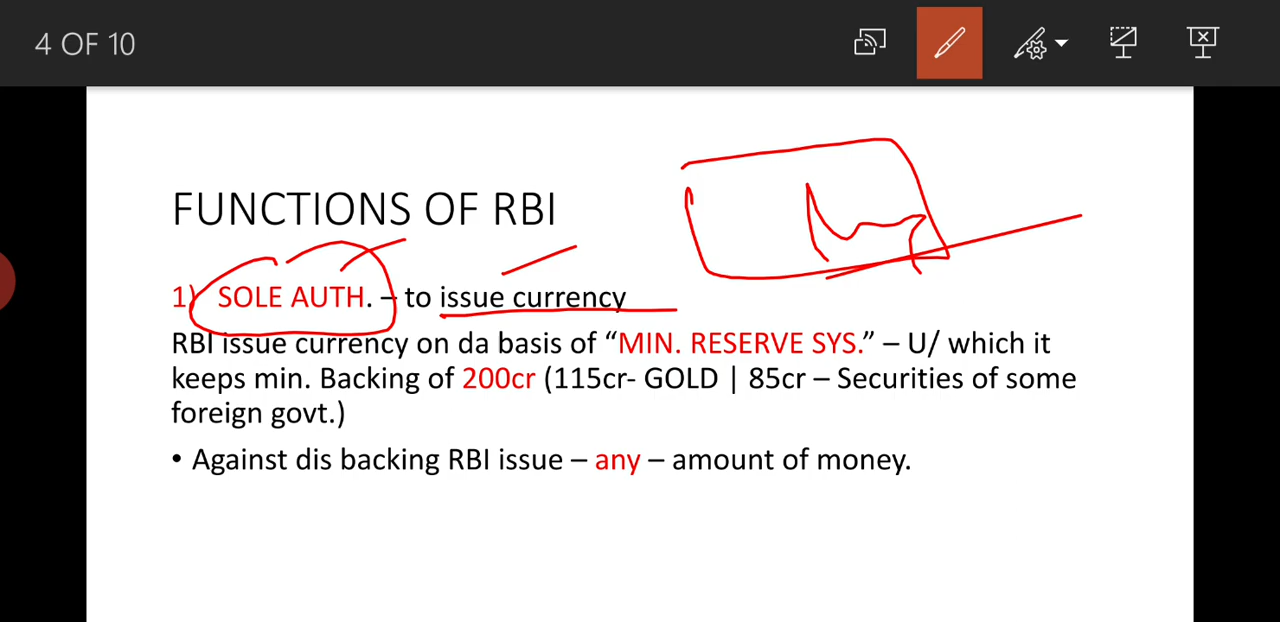 4 OF 10
FUNCTIONS OF RBI
1) SOLE AUTH. – to issue currency
RBI issue currency on da basis of “MIN. RESERVE SYS.” – U/ which it
keeps min. Backing of 200cr (115cr- GOLD | 85cr – Securities of some
foreign govt.)
• Against dis backing RBI issue – any – amount of money.